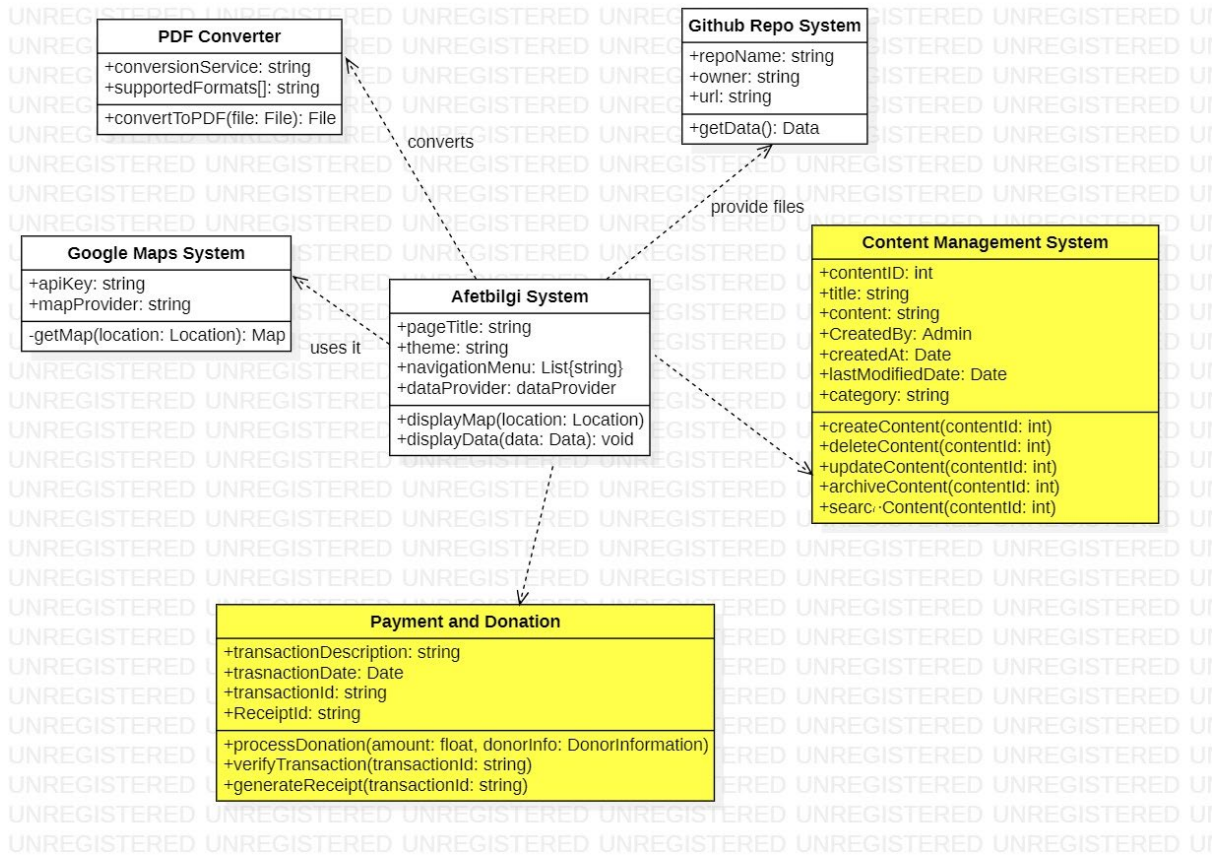 PDF Converter
+conversionService: string
+supportedFormats[]: string
+convertToPDF(file: File): File
Github Repo System
+repoName: string
+owner: string
+url: string
+getData(): Data
converts
provide files
Google Maps System
+apiKey: string
+mapProvider: string
-getMap(location: Location): Map
uses it
Afetbilgi System
+pageTitle: string
+theme: string
+navigationMenu: List{string}
+dataProvider: dataProvider
+displayMap(location: Location)
+displayData(data: Data): void
Content Management System
+contentID: int
+title: string
+content: string
+CreatedBy: Admin
+createdAt: Date
+lastModifiedDate: Date
+category: string
+createContent(contentId: int)
+deleteContent(contentId: int)
+updateContent(contentId: int)
+archiveContent(contentId: int)
+searchContent(contentId: int)
Payment and Donation
+transactionDescription: string
+trasnactionDate: Date
+transactionId: string
+ReceiptId: string
+processDonation(amount: float, donorInfo: DonorInformation)
+verifyTransaction(transactionId: string)
+generateReceipt(transactionId: string)
UNREGISTERED